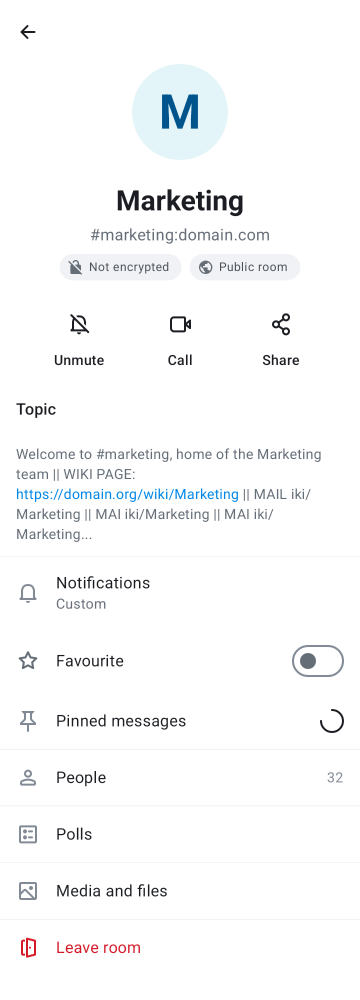 M
Marketing
#marketing:domain.com
Not encrypted
Public room
Unmute
Call
Share
Topic
Welcome to #marketing, home of the Marketing
team || WIKI PAGE:
https://domain.org/wiki/Marketing || MAIL iki/
Marketing || MAI iki/Marketing || MAI iki/
Marketing...
Notifications
Custom
Favourite
Pinned messages
People 32
Polls
Media and files
Leave room